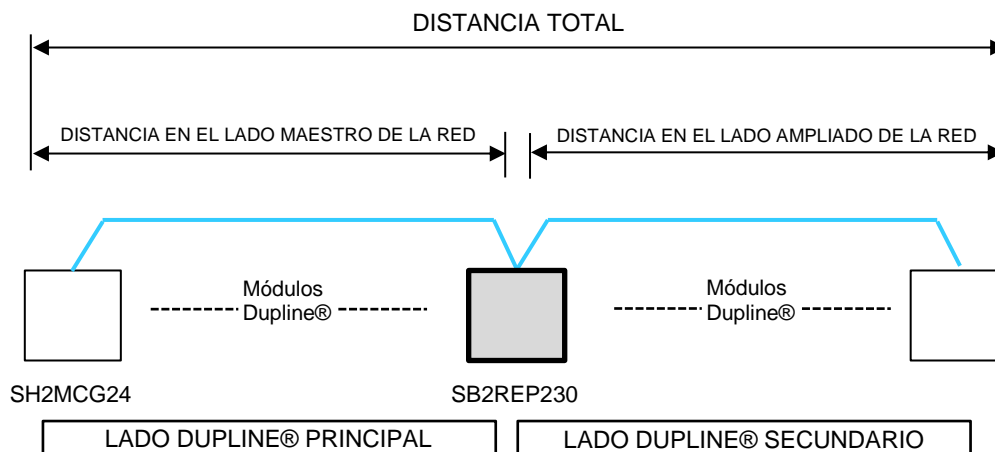 DISTANCIA TOTAL
DISTANCIA EN EL LADO MAESTRO DE LA RED
DISTANCIA EN EL LADO AMPLIADO DE LA RED
Módulos
Dupline®
Módulos
Dupline®
SH2MCG24
SB2REP230
LADO DUPLINE® PRINCIPAL
LADO DUPLINE® SECUNDARIO